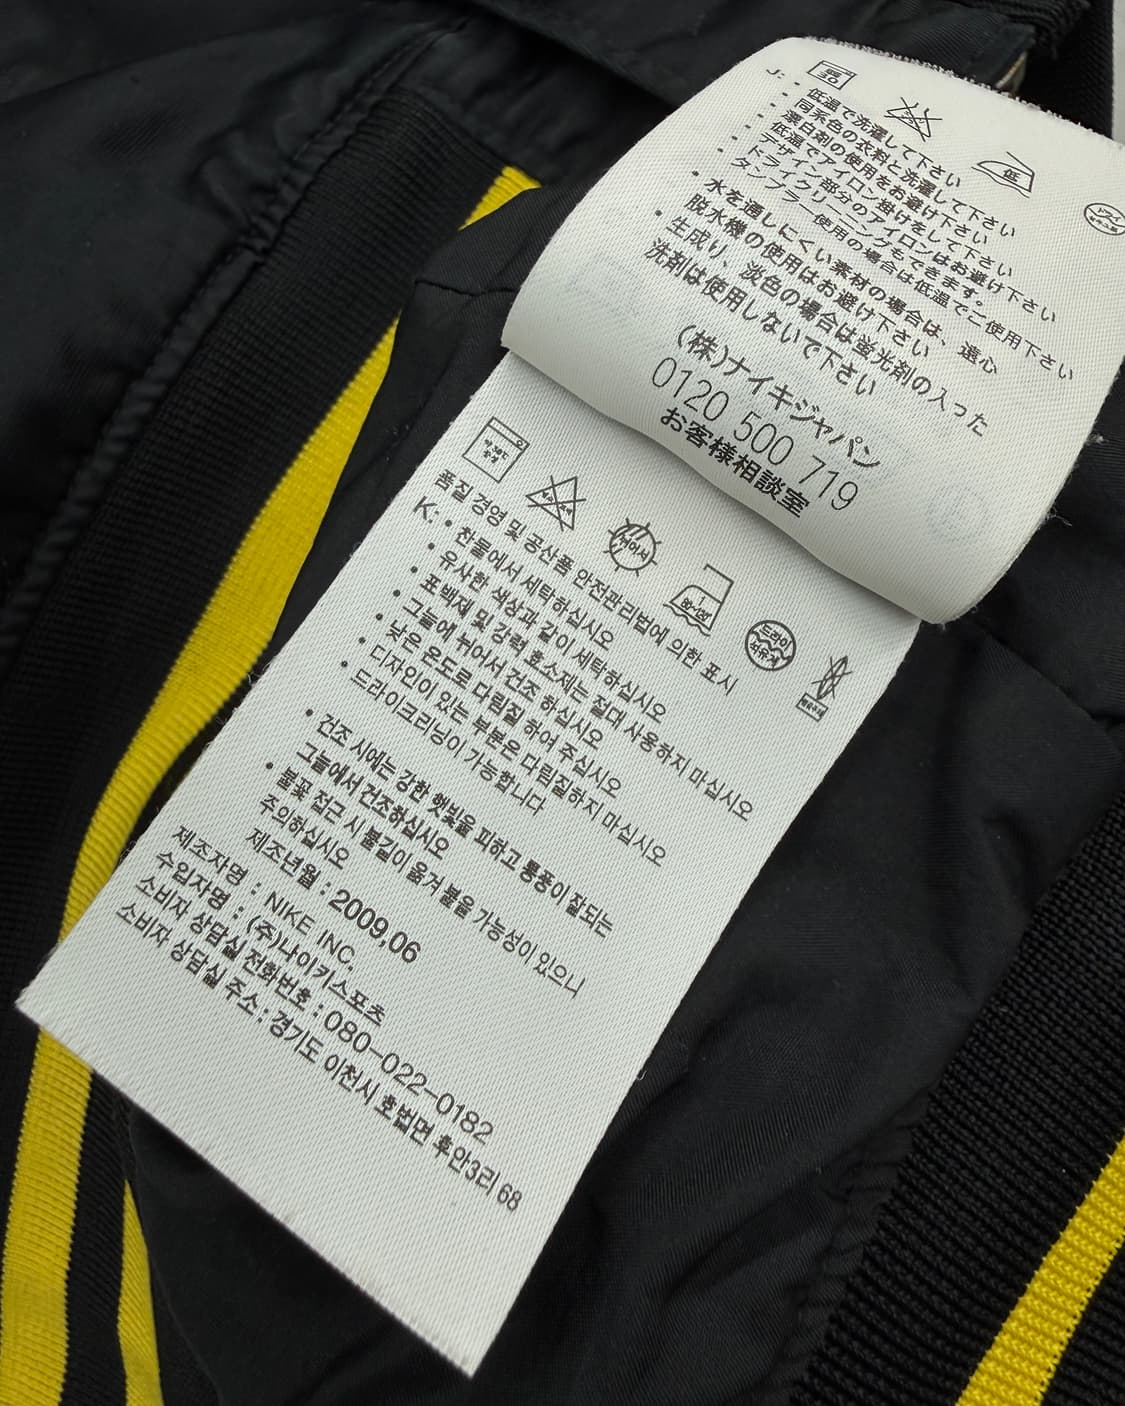 30
低
J: • 低温で洗濯して下さい
• 同系色の衣料と洗濯して下さい
• 漂白剤の使用をお避け下さい
• 低温でアイロン掛けをして下さい
• デザイン部分のアイロンはお避け下さい
• ドライクリーニングもできます。
タンブラー使用の場合は低温でご使用下さい
• 水を通しにくい素材の場合は、遠心
脱水機の使用はお避け下さい
• 生成り、淡色の場合は蛍光剤の入った
洗剤は使用しないで下さい
(株)ナイキジャパン
0120 500 719
お客様相談室
드라이
품질 경영 및 공산품 안전관리법에 의한 표시
K: • 찬물에서 세탁하십시오
• 유사한 색상과 같이 세탁하십시오
• 표백제 및 강력 효소제는 절대 사용하지 마십시오
• 그늘에 뉘어서 건조 하십시오
• 낮은 온도로 다림질 하여 주십시오
• 디자인이 있는 부분은 다림질하지 마십시오
• 드라이크리닝이 가능합니다
• 건조 시에는 강한 햇빛을 피하고 통풍이 잘되는
그늘에서 건조하십시오
• 불꽃 접근 시 불길이 옮겨 붙을 가능성이 있으니
주의하십시오
제조년월 : 2009.06
제조자명 : NIKE INC.
수입자명 : (주)나이키스포츠
소비자 상담실 전화번호 : 080-022-0182
소비자 상담실 주소 : 경기도 이천시 호법면 후안3리 68